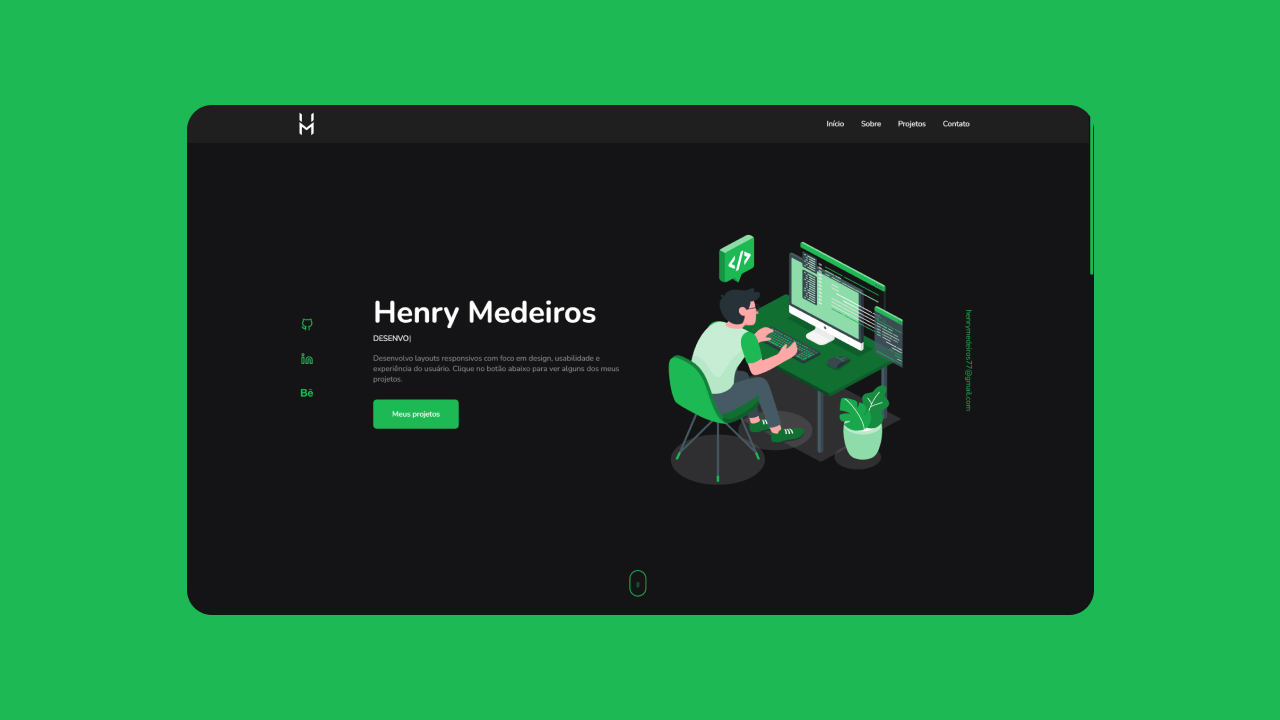 Início Sobre Projetos Contato
Henry Medeiros
DESENVO|
Desenvolvo layouts responsivos com foco em design, usabilidade e
experiência do usuário. Clique no botão abaixo para ver alguns dos meus
projetos.
Meus projetos
Bē
</>
henrymedeiros77@gmail.com